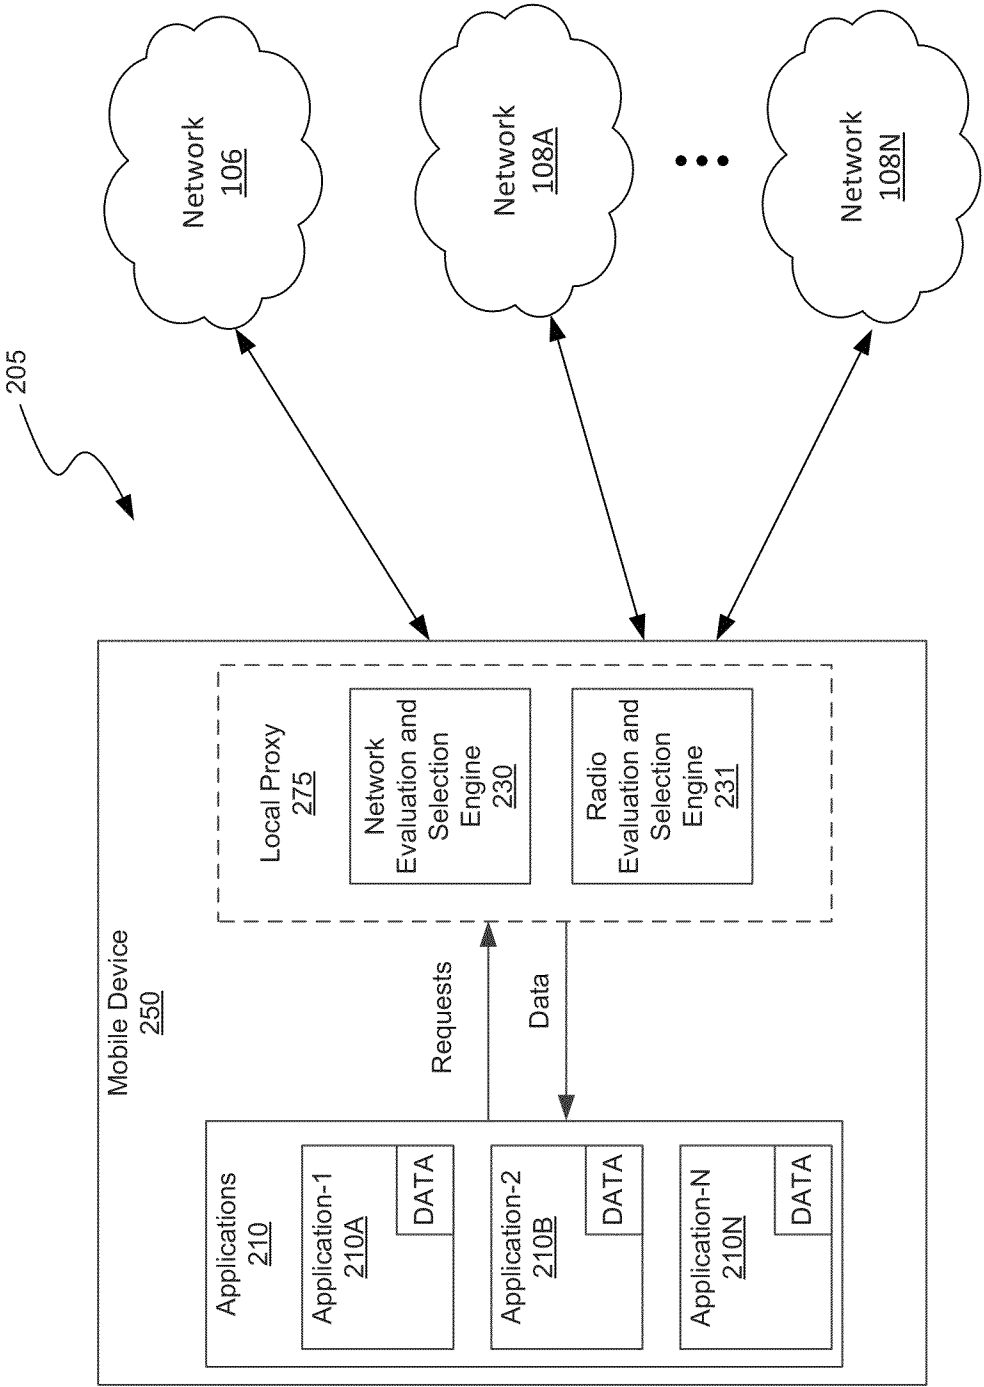 205
Mobile Device
250
Applications
210
Application-1
210A
DATA
Application-2
210B
DATA
Application-N
210N
DATA
Requests
Data
Local Proxy
275
Network
Evaluation and
Selection
Engine
230
Radio
Evaluation and
Selection
Engine
231
Network
106
Network
108A
Network
108N